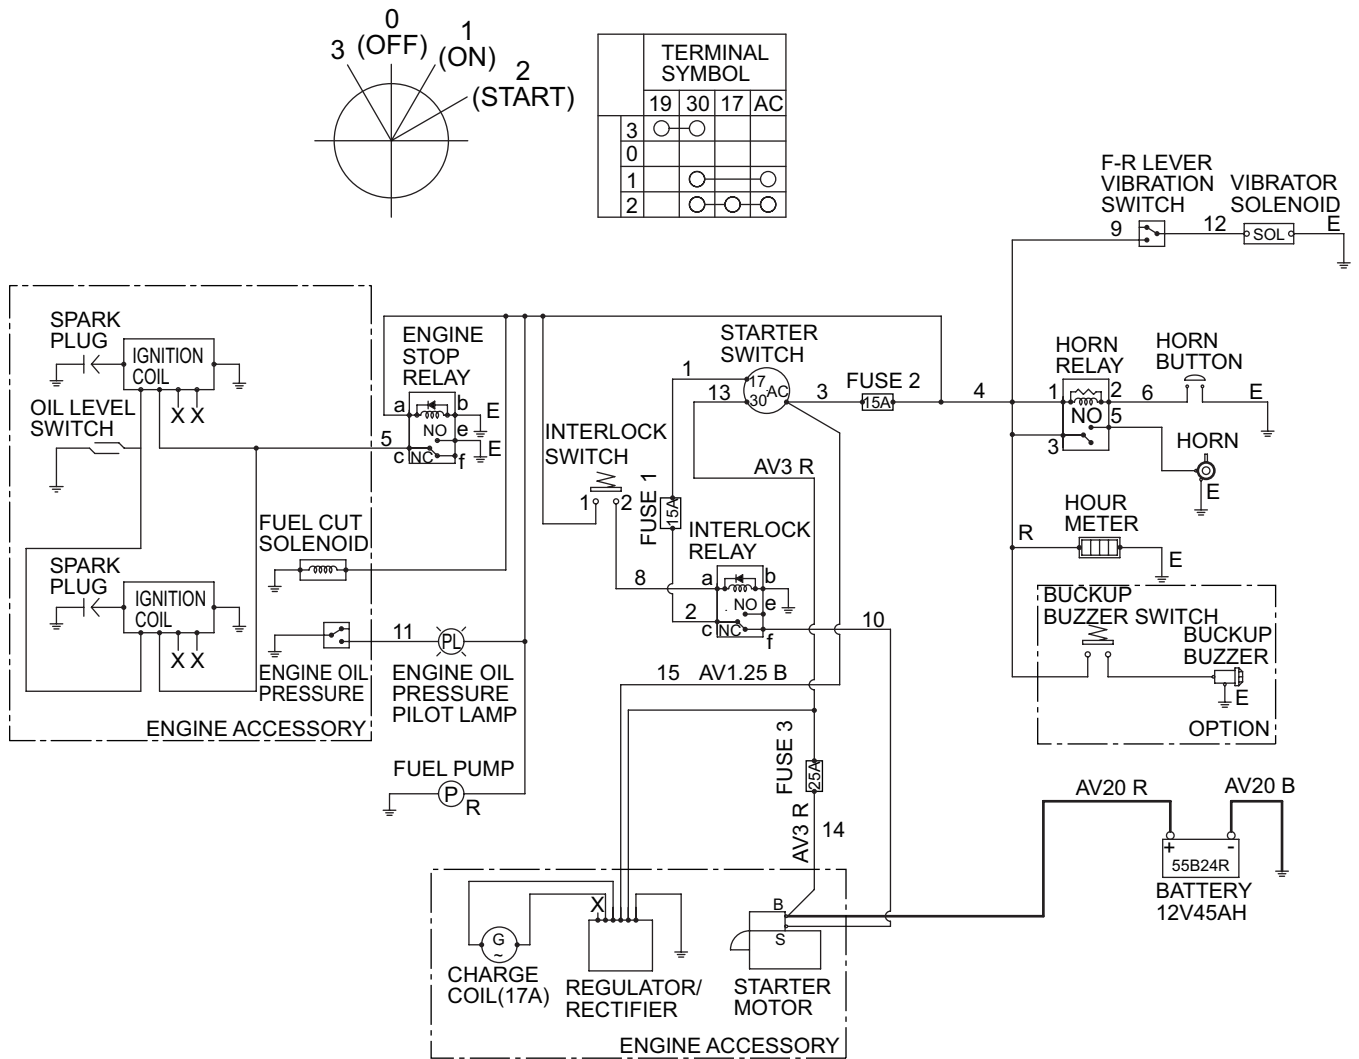 0
(OFF)
1
(ON)
2
(START)
3
TERMINAL
SYMBOL
19 30 17 AC
3
0
1
2
F-R LEVER
VIBRATION
SWITCH
VIBRATOR
SOLENOID
9
12
SOL
E
SPARK
PLUG
IGNITION
COIL
X X
OIL LEVEL
SWITCH
ENGINE
STOP
RELAY
a
b
E
NO
e
E
5
c
NC
f
FUEL CUT
SOLENOID
SPARK
PLUG
IGNITION
COIL
X X
11
PL
ENGINE OIL
PRESSURE
ENGINE OIL
PRESSURE
PILOT LAMP
ENGINE ACCESSORY
FUEL PUMP
P
R
STARTER
SWITCH
1
17
AC
13
30
3
FUSE 2
15A
4
INTERLOCK
SWITCH
1
2
FUSE 1
15A
AV3 R
INTERLOCK
RELAY
8
a
b
. NO
e
2
c
NC
f
10
15 AV1.25 B
FUSE 3
25A
AV3 R
14
HORN
RELAY
HORN
BUTTON
1
2
6
E
NO
5
3
HORN
E
HOUR
METER
R
E
BUCKUP
BUZZER SWITCH
BUCKUP
BUZZER
E
OPTION
AV20 R
AV20 B
+
-
55B24R
BATTERY
12V45AH
X
G
~
CHARGE
COIL(17A)
REGULATOR/
RECTIFIER
B
S
STARTER
MOTOR
ENGINE ACCESSORY